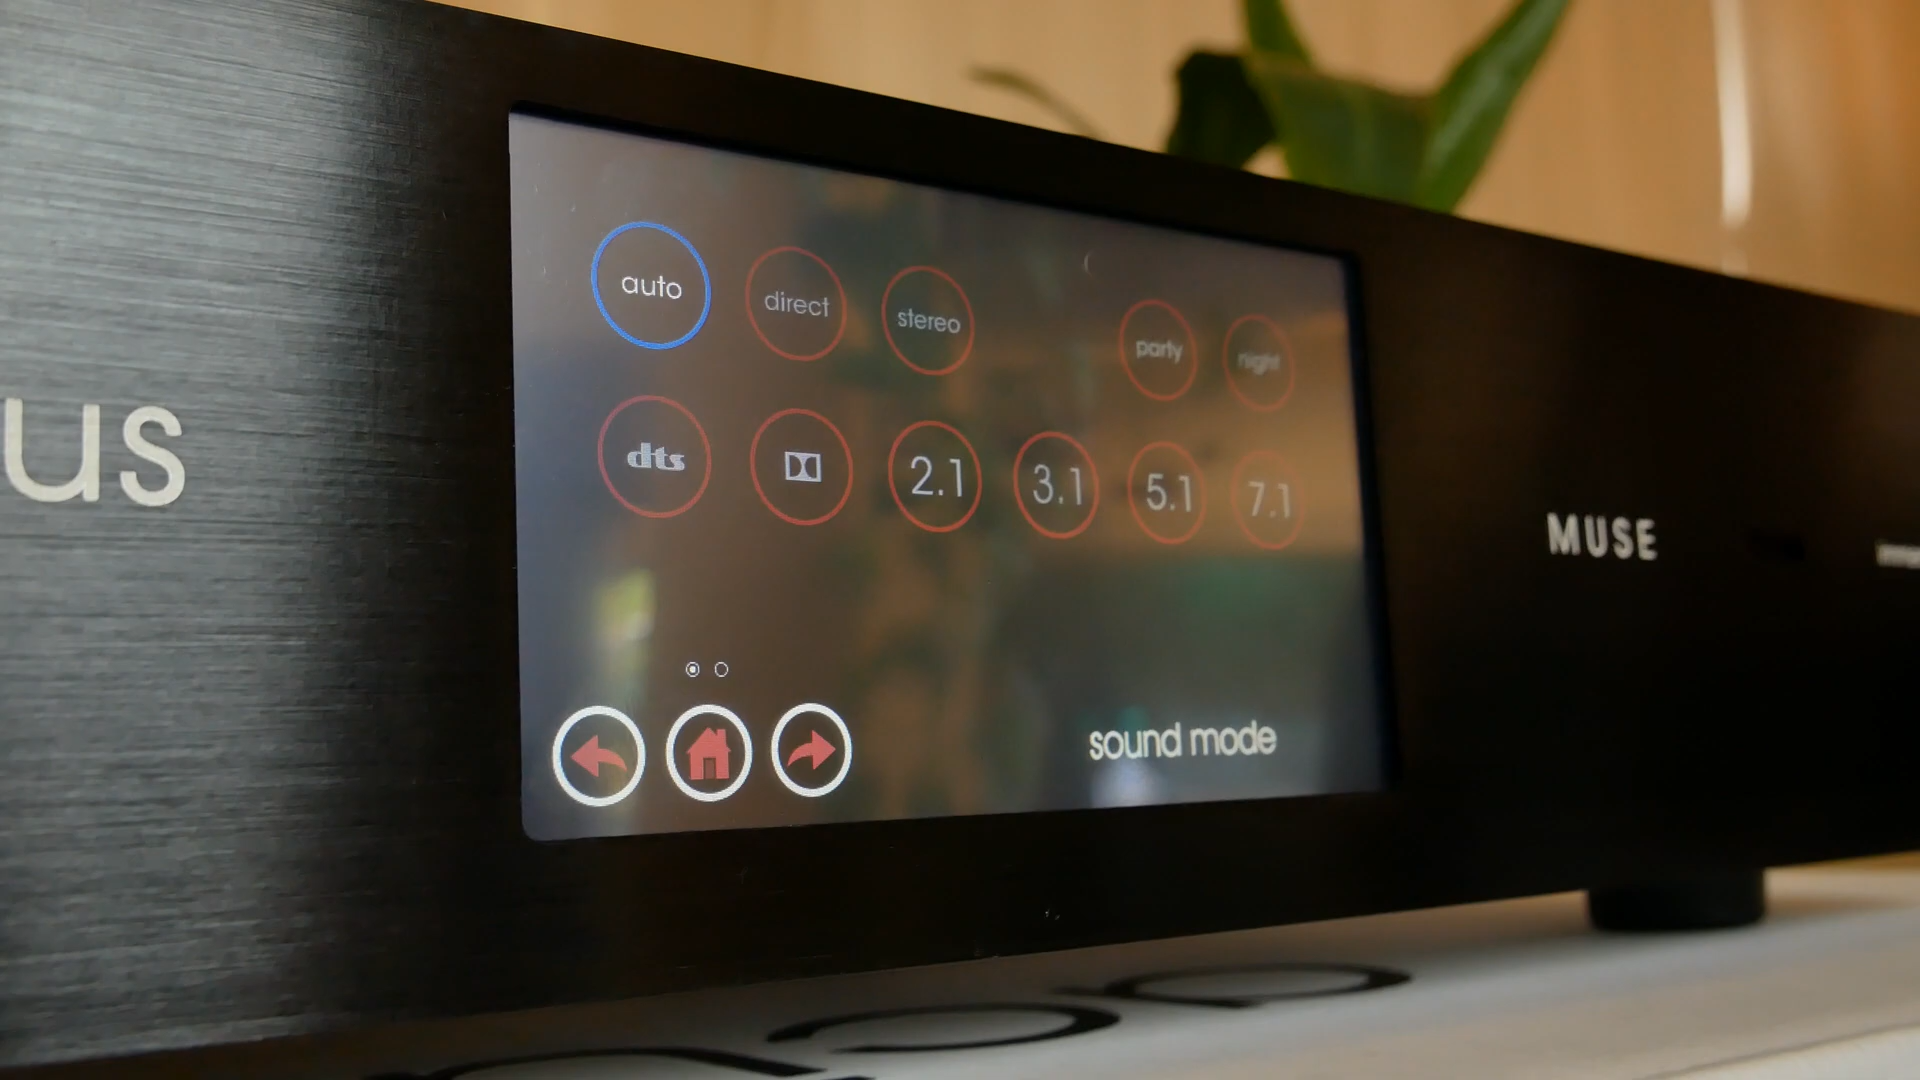 us
auto direct stereo party night
dts 2.1 3.1 5.1 7.1
sound mode
MUSE